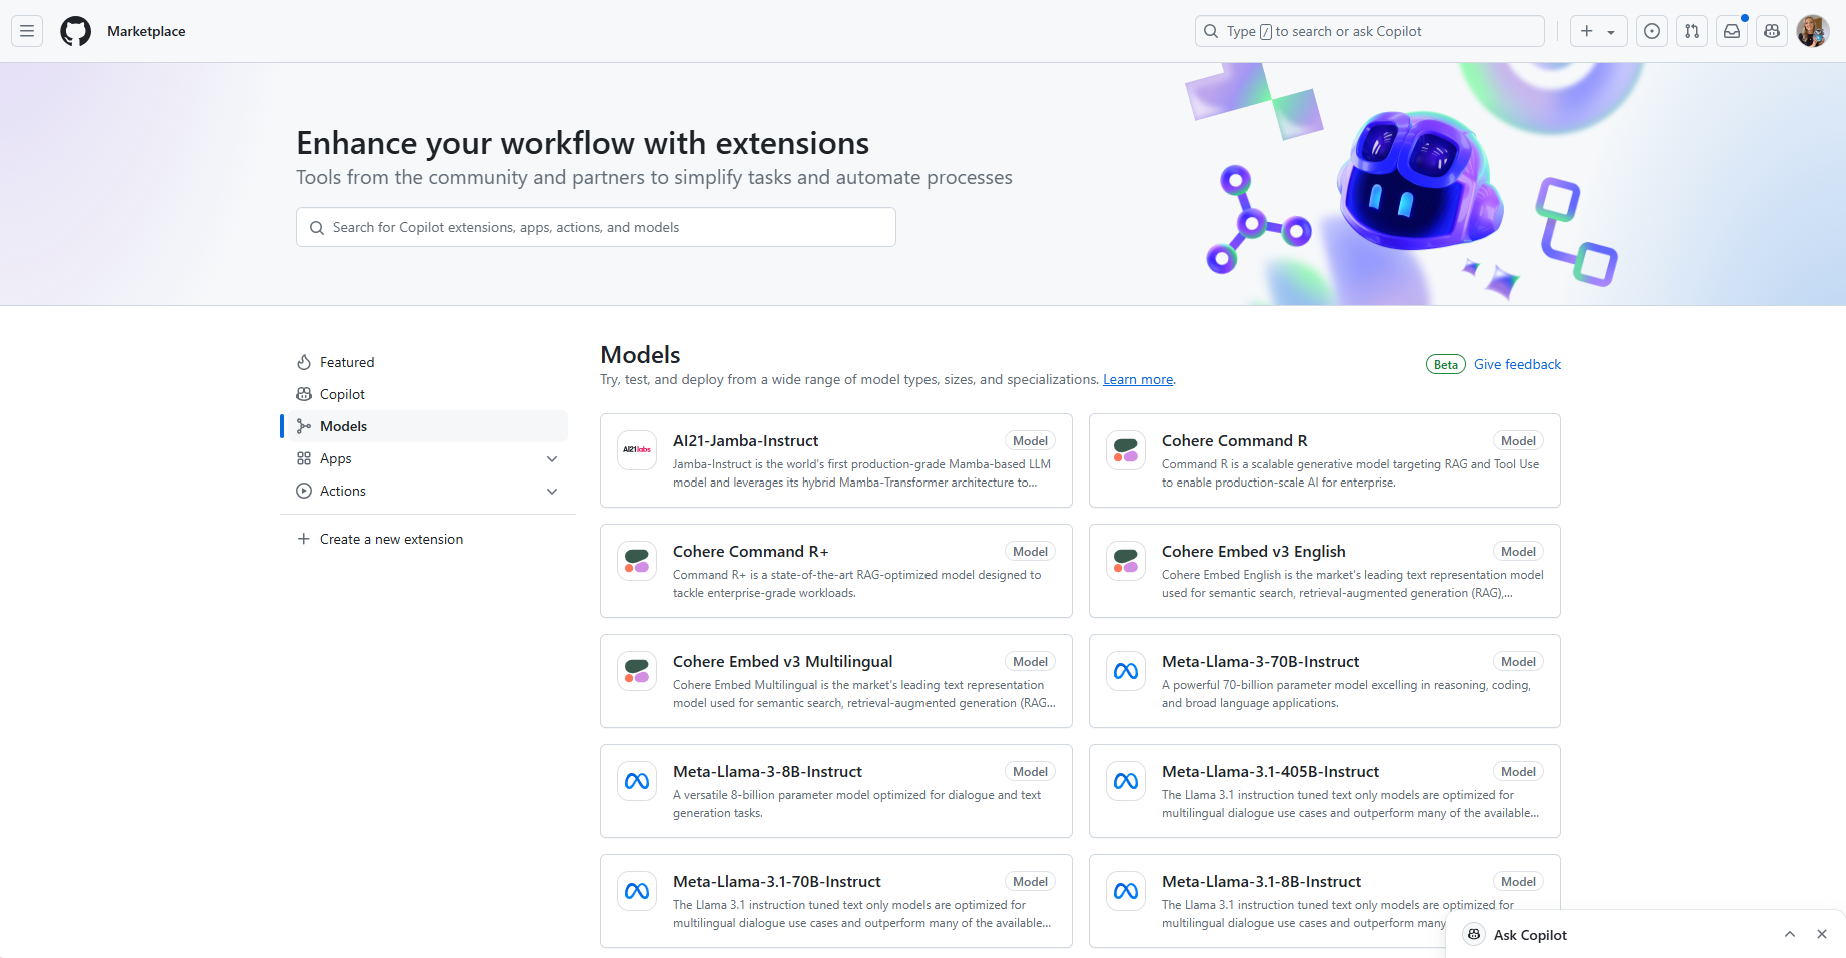 Marketplace
Type / to search or ask Copilot
Enhance your workflow with extensions
Tools from the community and partners to simplify tasks and automate processes
Search for Copilot extensions, apps, actions, and models
Featured
Copilot
Models
Apps
Actions
Create a new extension
Models
Beta
Give feedback
Try, test, and deploy from a wide range of model types, sizes, and specializations. Learn more.
AI21labs
AI21-Jamba-Instruct
Model
Jamba-Instruct is the world's first production-grade Mamba-based LLM
model and leverages its hybrid Mamba-Transformer architecture to...
Cohere Command R
Model
Command R is a scalable generative model targeting RAG and Tool Use
to enable production-scale AI for enterprise.
Cohere Command R+
Model
Command R+ is a state-of-the-art RAG-optimized model designed to
tackle enterprise-grade workloads.
Cohere Embed v3 English
Model
Cohere Embed English is the market's leading text representation model
used for semantic search, retrieval-augmented generation (RAG),...
Cohere Embed v3 Multilingual
Model
Cohere Embed Multilingual is the market's leading text representation
model used for semantic search, retrieval-augmented generation (RAG...
Meta-Llama-3-70B-Instruct
Model
A powerful 70-billion parameter model excelling in reasoning, coding,
and broad language applications.
Meta-Llama-3-8B-Instruct
Model
A versatile 8-billion parameter model optimized for dialogue and text
generation tasks.
Meta-Llama-3.1-405B-Instruct
Model
The Llama 3.1 instruction tuned text only models are optimized for
multilingual dialogue use cases and outperform many of the available...
Meta-Llama-3.1-70B-Instruct
Model
The Llama 3.1 instruction tuned text only models are optimized for
multilingual dialogue use cases and outperform many of the available...
Meta-Llama-3.1-8B-Instruct
Model
The Llama 3.1 instruction tuned text only models are optimized for
multilingual dialogue use cases and outperform many
Ask Copilot